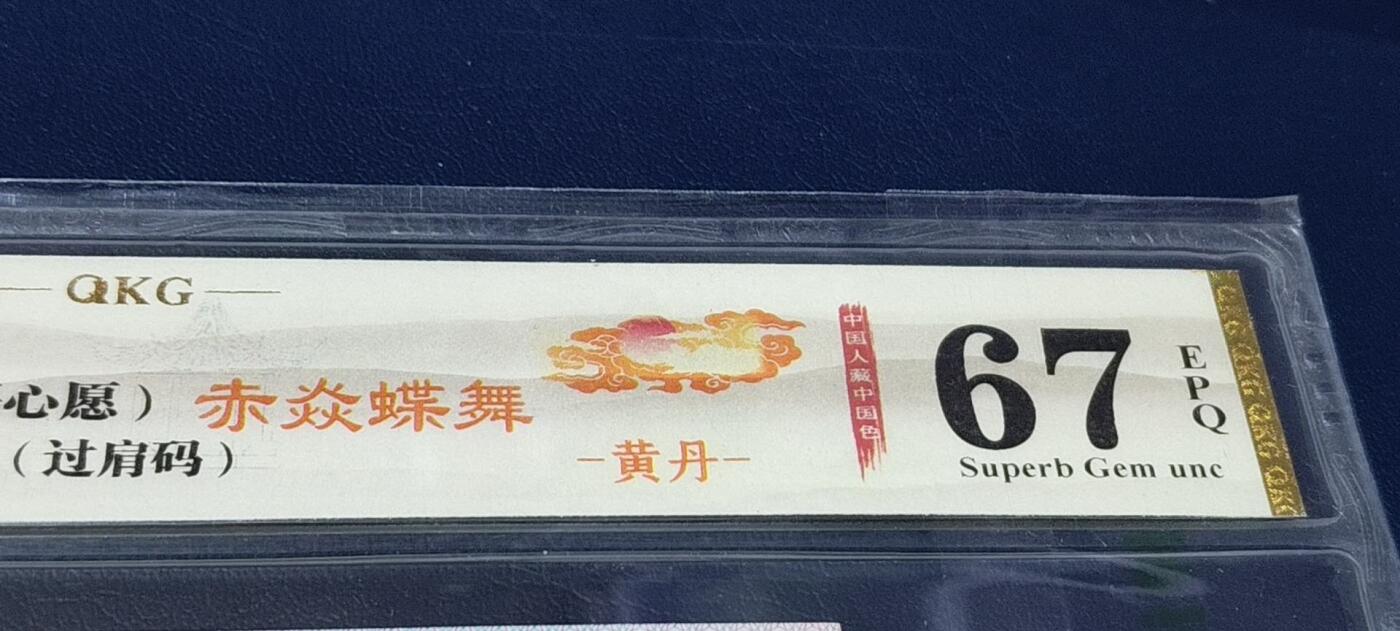 QKG
心愿）赤焱蝶舞
（过肩码）
-黄丹-
中国人藏中国色
67
EPQ
Superb Gem unc